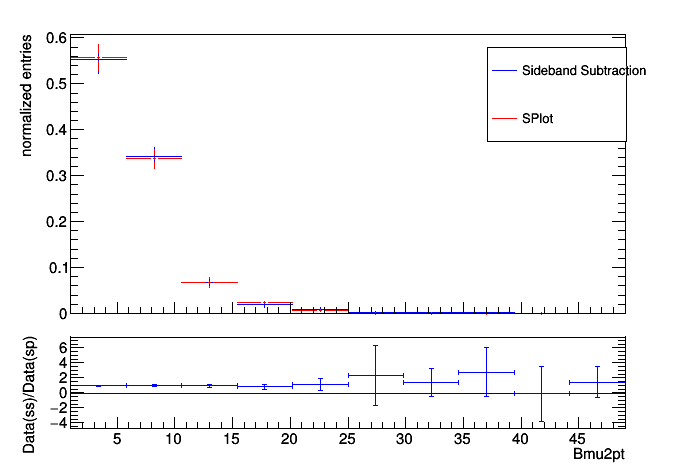 normalized entries
0.6
0.5
0.4
0.3
0.2
0.1
0
Sideband Subtraction
SPlot
Data(ss)/Data(sp)
6
4
2
0
−2
−4
5 10 15 20 25 30 35 40 45
Bmu2pt